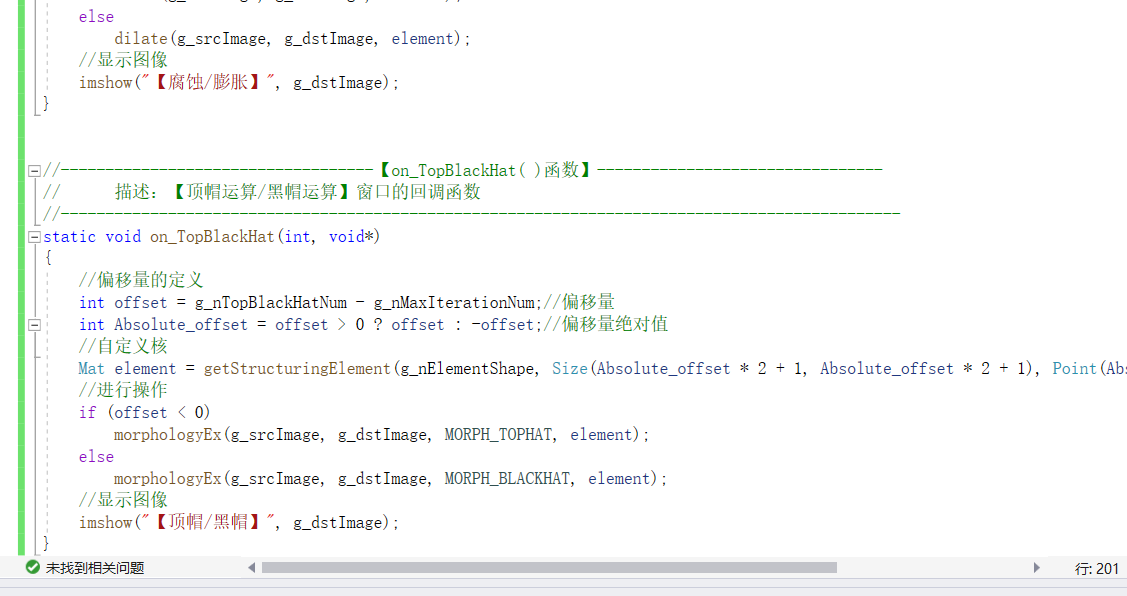 else
dilate(g_srcImage, g_dstImage, element);
//显示图像
imshow("【腐蚀/膨胀】", g_dstImage);
}
//-----------------------------------【on_TopBlackHat( )函数】--------------------------------
//      描述：【顶帽运算/黑帽运算】窗口的回调函数
//----------------------------------------------------------------------------------------------
static void on_TopBlackHat(int, void*)
{
//偏移量的定义
int offset = g_nTopBlackHatNum - g_nMaxIterationNum;//偏移量
int Absolute_offset = offset > 0 ? offset : -offset;//偏移量绝对值
//自定义核
Mat element = getStructuringElement(g_nElementShape, Size(Absolute_offset * 2 + 1, Absolute_offset * 2 + 1), Point(Abs
//进行操作
if (offset < 0)
morphologyEx(g_srcImage, g_dstImage, MORPH_TOPHAT, element);
else
morphologyEx(g_srcImage, g_dstImage, MORPH_BLACKHAT, element);
//显示图像
imshow("【顶帽/黑帽】", g_dstImage);
}
未找到相关问题
行: 201